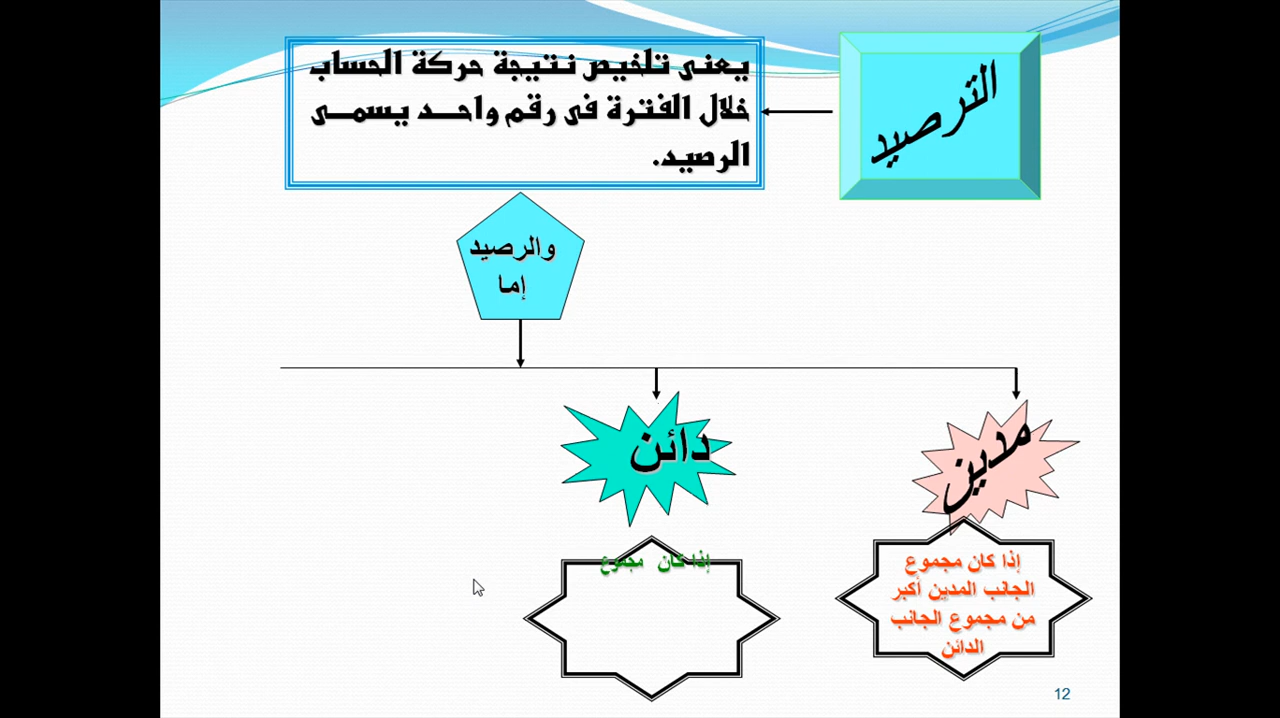 الترصيد
يعنى تلخيص نتيجة حركة الحساب
خلال الفترة فى رقم واحد يسمى
الرصيد.
والرصيد
إما
مدين
دائن
إذا كان مجموع
الجانب المدين أكبر
من مجموع الجانب
الدائن
إذا كان مجموع
12